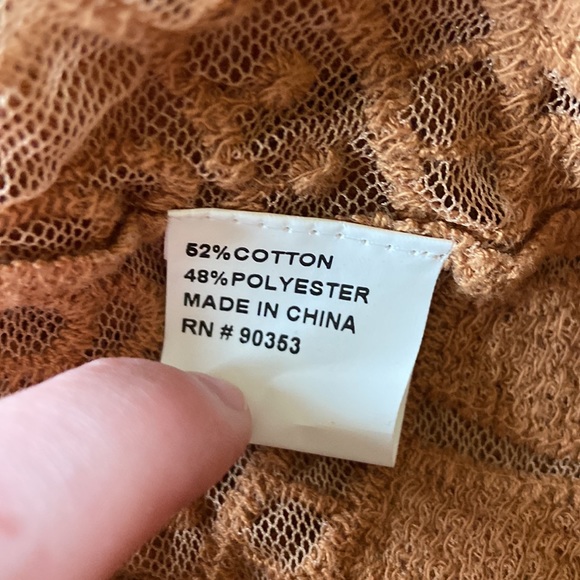 52%COTTON
48%POLYESTER
MADE IN CHINA
RN # 90353